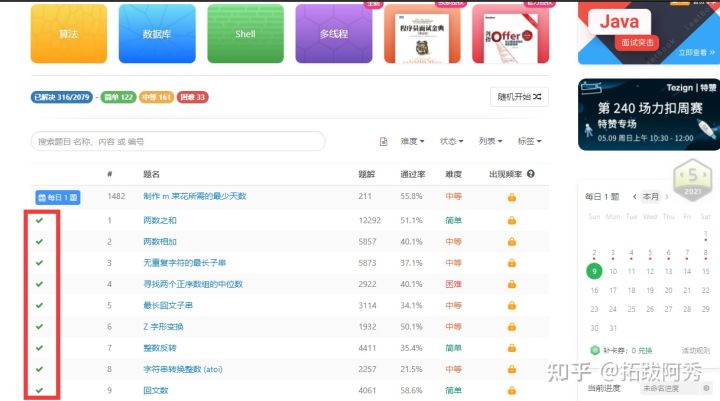 算法
数据库
Shell
多线程
程序员面试金典
剑指
Offer
Java
面试突击
立即查看
Tezign | 特赞
第 240 场力扣周赛
特赞专场
05.09 周日上午 10:30 - 12:00
已解决 316/2079 - 简单 122 中等 161 困难 33
随机开始
搜索题目 名称、内容 或 编号
难度 状态 列表 标签
# 题名 题解 通过率 难度 出现频率
每日 1 题 1482 制作 m 束花所需的最少天数 211 55.8% 中等
1 两数之和 12292 51.1% 简单
2 两数相加 5857 40.1% 中等
3 无重复字符的最长子串 5873 37.1% 中等
4 寻找两个正序数组的中位数 2922 40.1% 困难
5 最长回文子串 3114 34.1% 中等
6 Z 字形变换 1932 50.1% 中等
7 整数反转 4411 35.4% 简单
8 字符串转换整数 (atoi) 2257 21.5% 中等
9 回文数 4061 58.6% 简单
5
2021
每日 1 题 本月
Sun Mon Tue Wed Thu Fri Sat
1
2 3 4 5 6 7 8
9 10 11 12 13 14 15
16 17 18 19 20 21 22
23 24 25 26 27 28 29
30 31
补卡券: 0 兑换 活动规则
当前进度 未命名进度
知乎 @拓跋阿秀